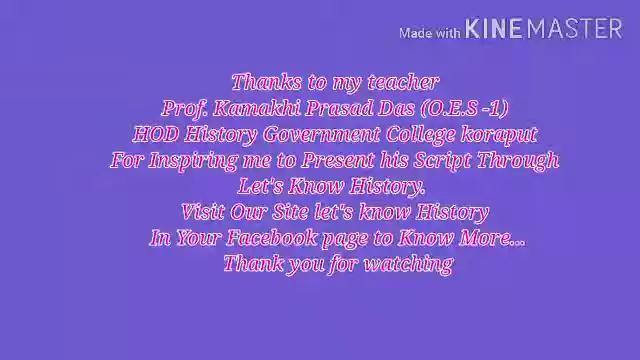 Made with KINEMASTER
Thanks to my teacher
Prof. Kamakhi Prasad Das (O.E.S -1)
HOD History Government College koraput
For Inspiring me to Present his Script Through
Let's Know History.
Visit Our Site let's know History
In Your Facebook page to Know More...
Thank you for watching